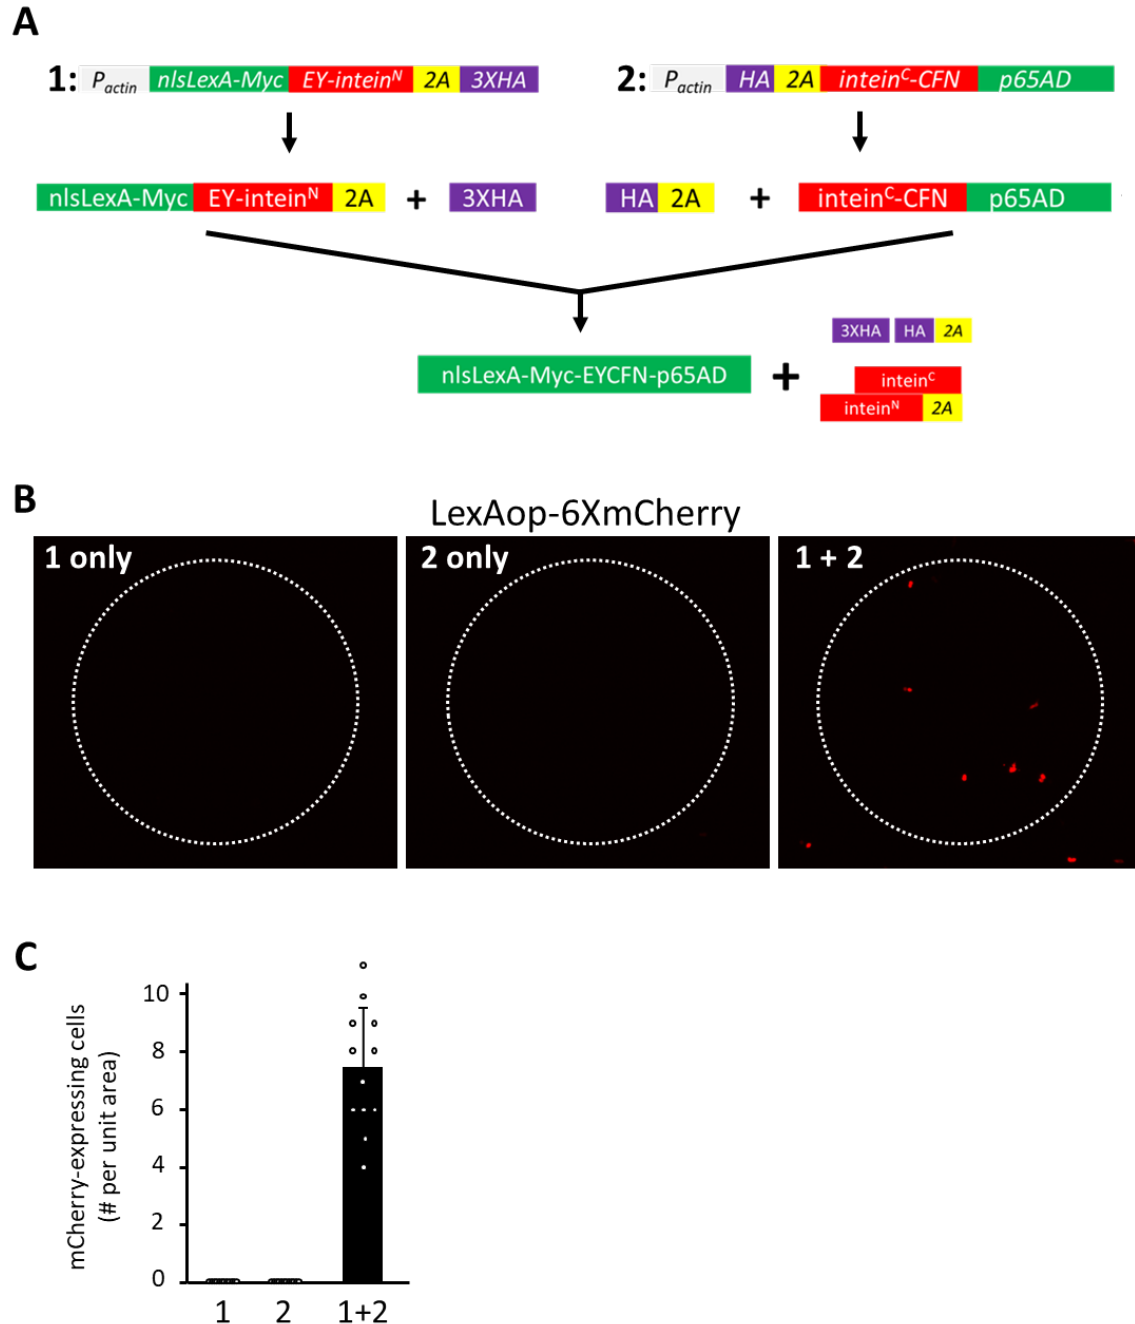 A
1: Pactin nlsLexA-Myc EY-inteinN 2A 3XHA
2: Pactin HA 2A inteinC-CFN p65AD
nlsLexA-Myc EY-inteinN 2A + 3XHA
HA 2A + inteinC-CFN p65AD
3XHA HA 2A
nlsLexA-Myc-EYCFN-p65AD +
inteinC
inteinN 2A
B
LexAop-6XmCherry
1 only
2 only
1 + 2
C
mCherry-expressing cells
(# per unit area)
10
8
6
4
2
0
1 2 1+2